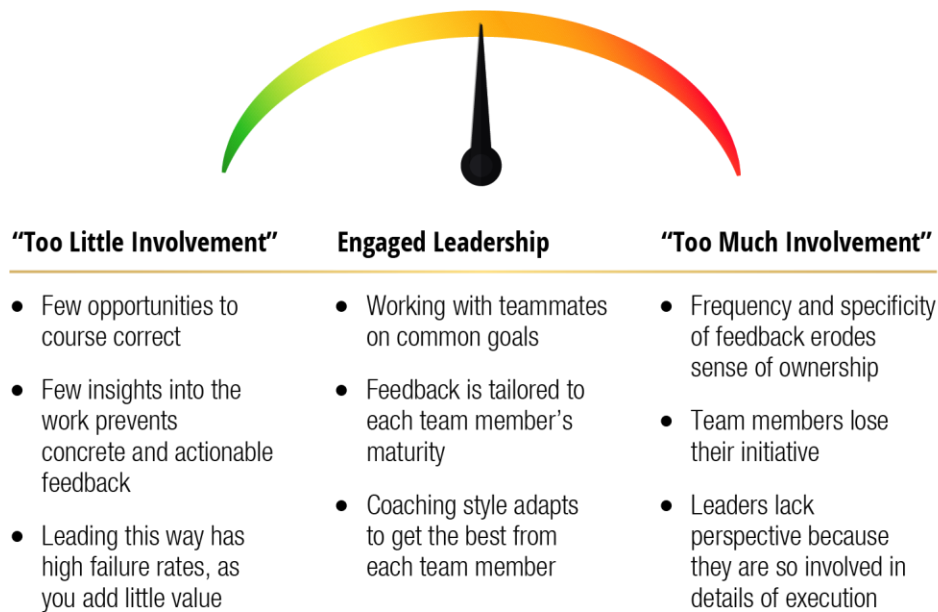 “Too Little Involvement”
• Few opportunities to
course correct
• Few insights into the
work prevents
concrete and actionable
feedback
• Leading this way has
high failure rates, as
you add little value
Engaged Leadership
• Working with teammates
on common goals
• Feedback is tailored to
each team member’s
maturity
• Coaching style adapts
to get the best from
each team member
“Too Much Involvement”
• Frequency and specificity
of feedback erodes
sense of ownership
• Team members lose
their initiative
• Leaders lack
perspective because
they are so involved in
details of execution